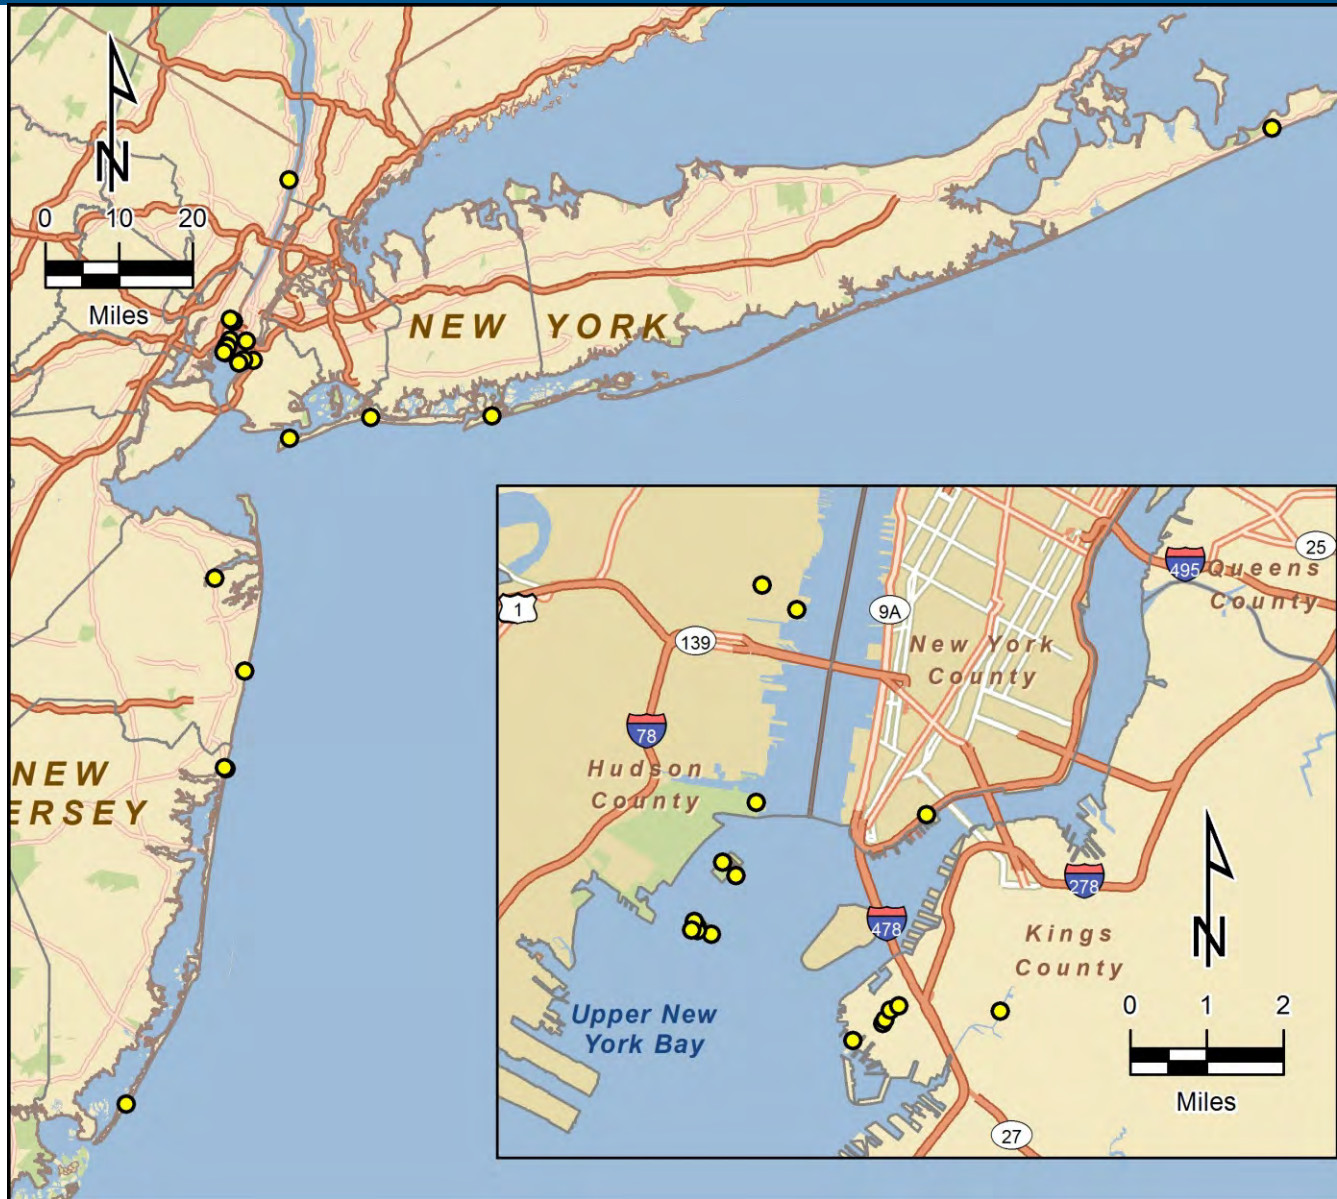 N
0 10 20
Miles
NEW YORK
NEW
ERSEY
1
139
9A
495
25
Queens
County
New York
County
78
Hudson
County
278
478
Kings
County
N
Upper New
York Bay
0 1 2
Miles
27